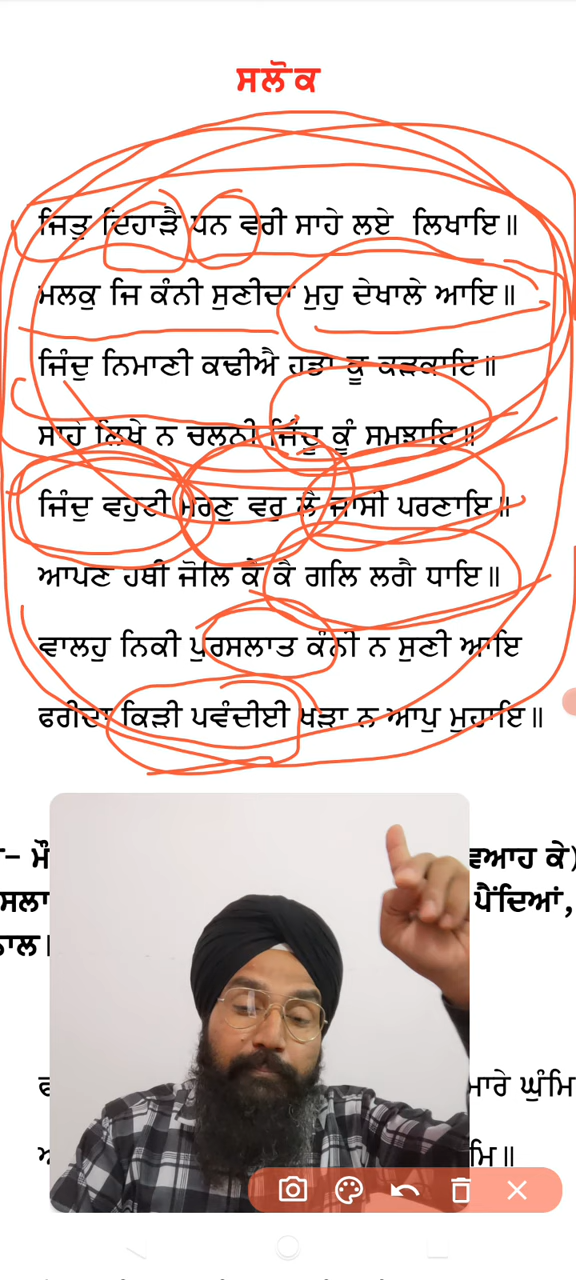 ਸਲੋਕ
ਜਿਤੁ ਦਿਹਾੜੈ ਧਨ ਵਰੀ ਸਾਹੇ ਲਏ ਲਿਖਾਇ॥
ਮਲਕੁ ਜਿ ਕੰਨੀ ਸੁਣੀਦਾ ਮੁਹੁ ਦੇਖਾਲੇ ਆਇ॥
ਜਿੰਦੁ ਨਿਮਾਣੀ ਕਢੀਐ ਹਡਾ ਕੂ ਕੜਕਾਇ॥
ਸਾਹੇ ਲਿਖੇ ਨ ਚਲਨੀ ਜਿੰਦੂ ਕੂੰ ਸਮਝਾਇ॥
ਜਿੰਦੁ ਵਹੁਟੀ ਮਰਣੁ ਵਰੁ ਲੈ ਜਾਸੀ ਪਰਣਾਇ॥
ਆਪਣ ਹਥੀ ਜੋਲਿ ਕੈ ਕੈ ਗਲਿ ਲਗੈ ਧਾਇ॥
ਵਾਲਹੁ ਨਿਕੀ ਪੁਰਸਲਾਤ ਕੰਨੀ ਨ ਸੁਣੀ ਆਇ
ਫਰੀਦਾ ਕਿੜੀ ਪਵੰਦੀਈ ਖੜਾ ਨ ਆਪੁ ਮੁਹਾਇ॥
ਵਆਹ ਕੇ)
ਪੈਂਦਿਆਂ,
ਮਾਰੇ ਘੁੰਮਿ